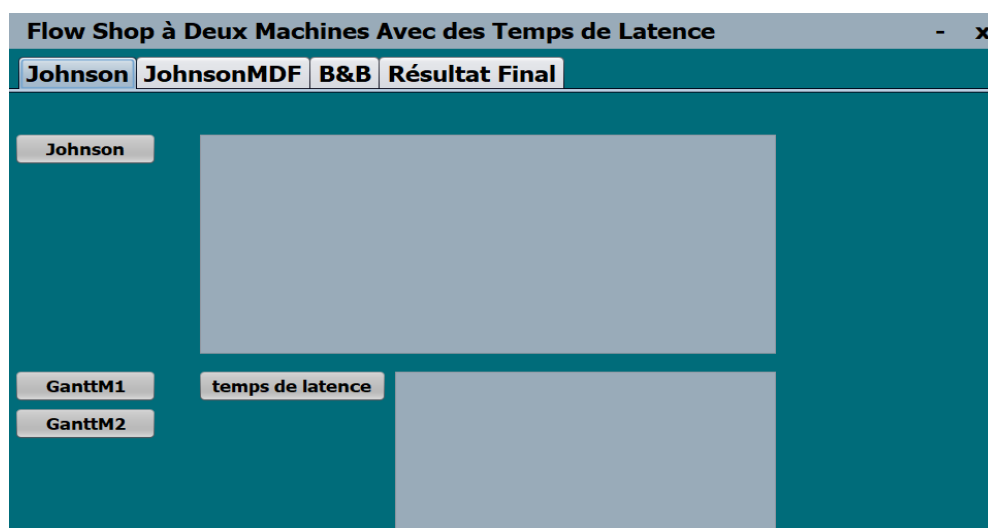 Flow Shop à Deux Machines Avec des Temps de Latence - x
Johnson JohnsonMDF B&B Résultat Final
Johnson
GanttM1 temps de latence
GanttM2